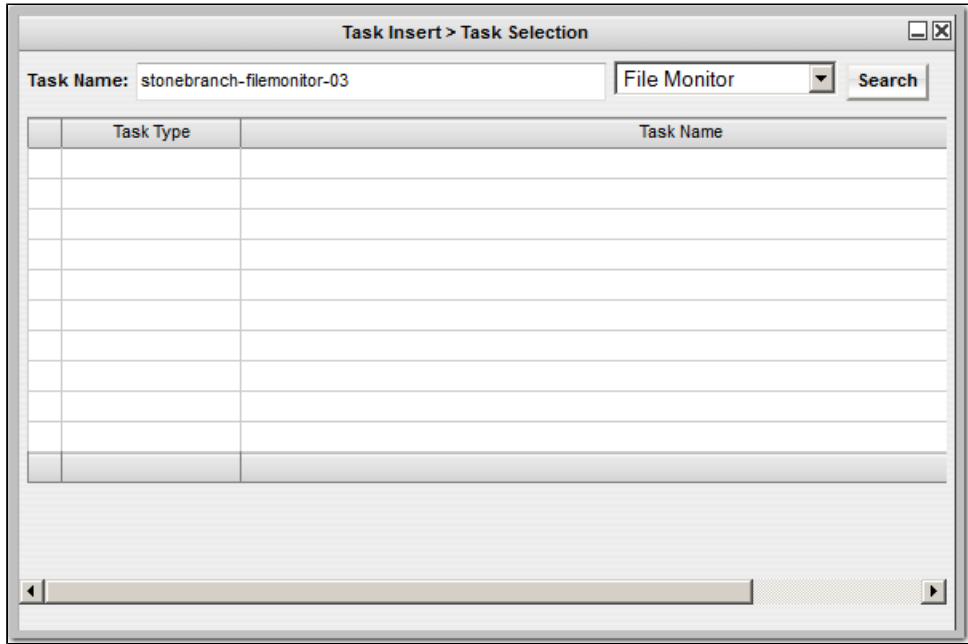 Task Insert > Task Selection
Task Name: stonebranch-filemonitor-03 File Monitor Search
Task Type Task Name